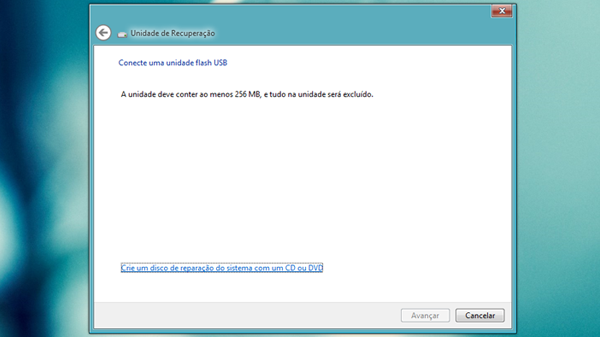 Unidade de Recuperação
Conecte uma unidade flash USB
A unidade deve conter ao menos 256 MB, e tudo na unidade será excluído.
Crie um disco de reparação do sistema com um CD ou DVD
Avançar Cancelar